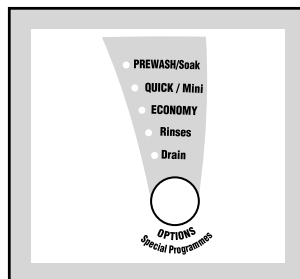 PREWASH/Soak
QUICK / Mini
ECONOMY
Rinses
Drain
OPTIONS
Special Programmes